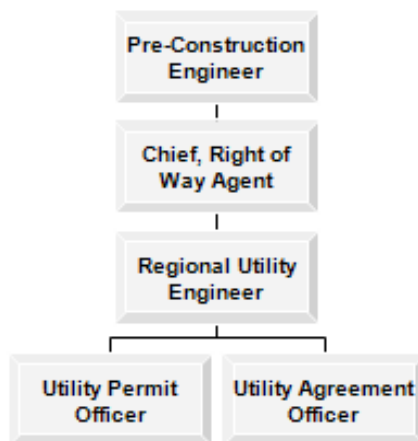 Pre-Construction
Engineer
Chief, Right of
Way Agent
Regional Utility
Engineer
Utility Permit
Officer
Utility Agreement
Officer